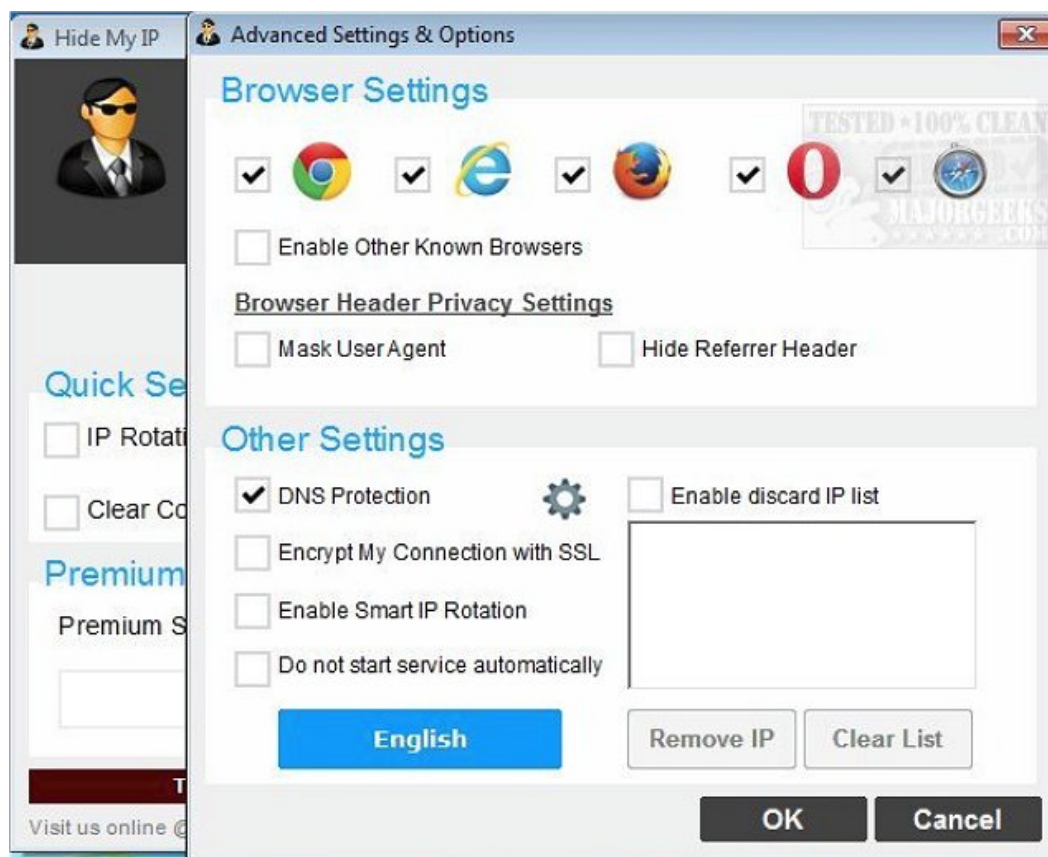 Hide My IP
Advanced Settings & Options
Browser Settings
TESTED 100% CLEAN
MAJORGEEKS
.COM
Enable Other Known Browsers
Browser Header Privacy Settings
Mask User Agent
Hide Referrer Header
Quick Se
IP Rotati
Clear Co
Premium
Premium S
T
Visit us online @
Other Settings
DNS Protection
Enable discard IP list
Encrypt My Connection with SSL
Enable Smart IP Rotation
Do not start service automatically
English
Remove IP
Clear List
OK
Cancel